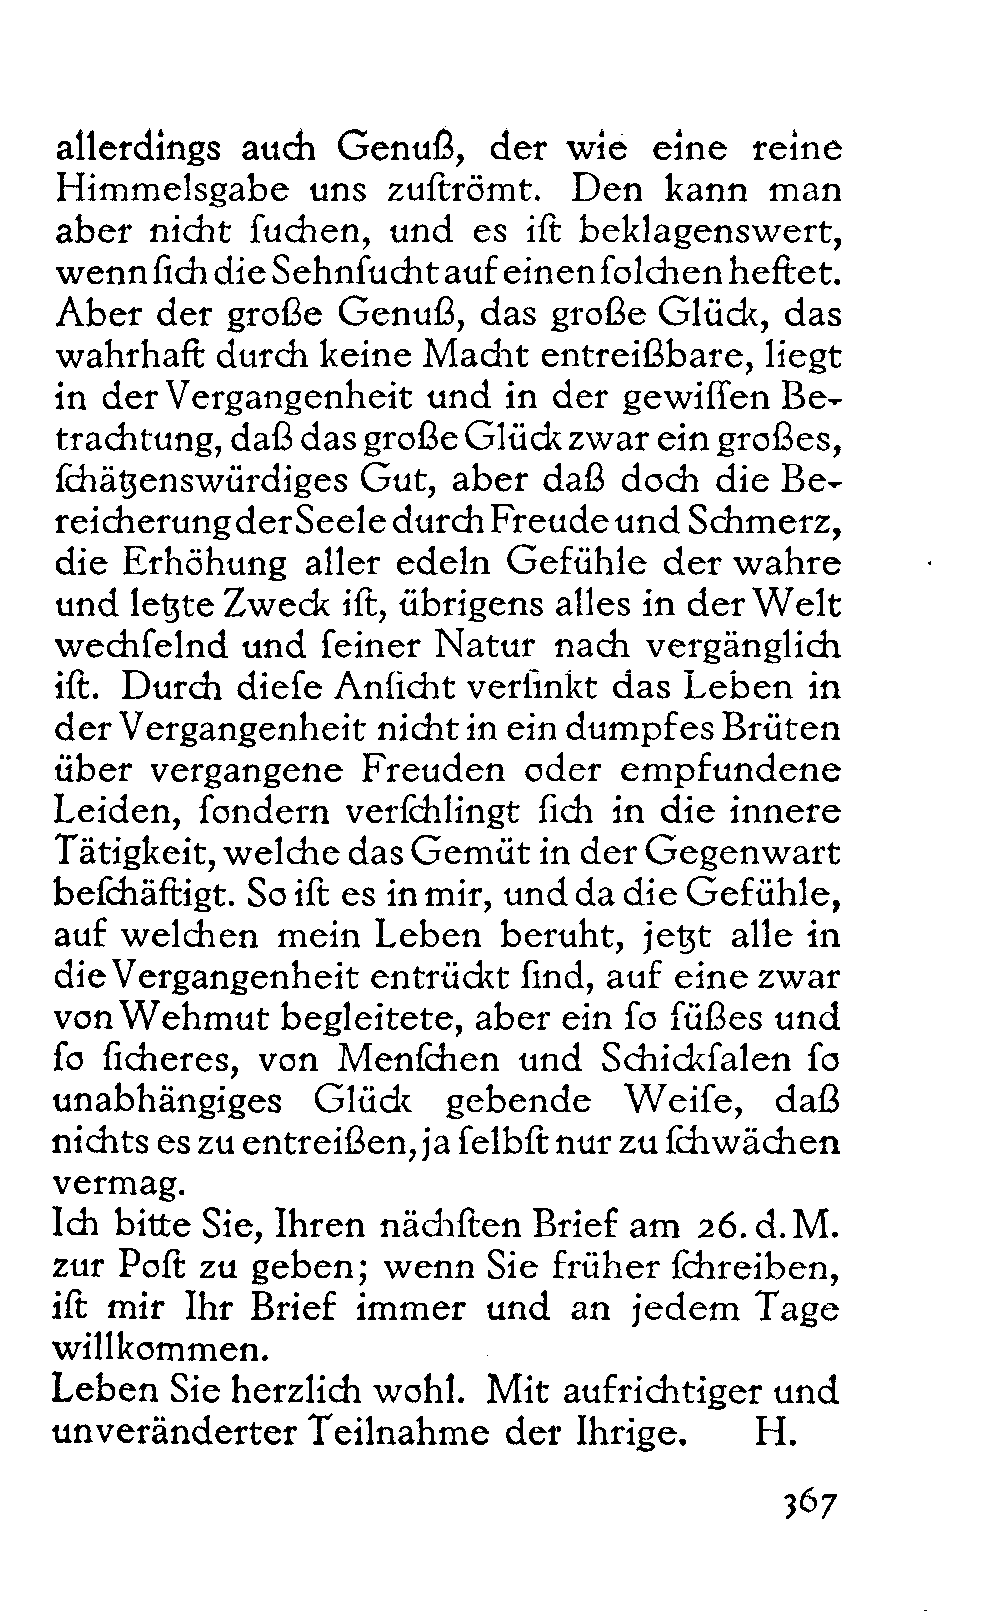 allerdings auch Genuß, der wie eine reine
Himmelsgabe uns zuſtrömt. Den kann man
aber nicht ſuchen, und es iſt beklagenswert,
wenn ſich die Sehnſucht auf einen ſolchen heftet.
Aber der große Genuß, das große Glück, das
wahrhaft durch keine Macht entreißbare, liegt
in der Vergangenheit und in der gewiſſen Be-
trachtung, daß das große Glück zwar ein großes,
ſchätzenswürdiges Gut, aber daß doch die Be-
reicherung der Seele durch Freude und Schmerz,
die Erhöhung aller edeln Gefühle der wahre
und letzte Zweck iſt, übrigens alles in der Welt
wechſelnd und ſeiner Natur nach vergänglich
iſt. Durch dieſe Anſicht verſinkt das Leben in
der Vergangenheit nicht in ein dumpfes Brüten
über vergangene Freuden oder empfundene
Leiden, ſondern verſchlingt ſich in die innere
Tätigkeit, welche das Gemüt in der Gegenwart
beſchäftigt. So iſt es in mir, und da die Gefühle,
auf welchen mein Leben beruht, jetzt alle in
die Vergangenheit entrückt ſind, auf eine zwar
von Wehmut begleitete, aber ein ſo ſüßes und
ſo ſicheres, von Menſchen und Schickſalen ſo
unabhängiges Glück gebende Weiſe, daß
nichts es zu entreißen, ja ſelbſt nur zu ſchwächen
vermag.
Ich bitte Sie, Ihren nächſten Brief am 26. d. M.
zur Poſt zu geben; wenn Sie früher ſchreiben,
iſt mir Ihr Brief immer und an jedem Tage
willkommen.
Leben Sie herzlich wohl. Mit aufrichtiger und
unveränderter Teilnahme der Ihrige. H.
367